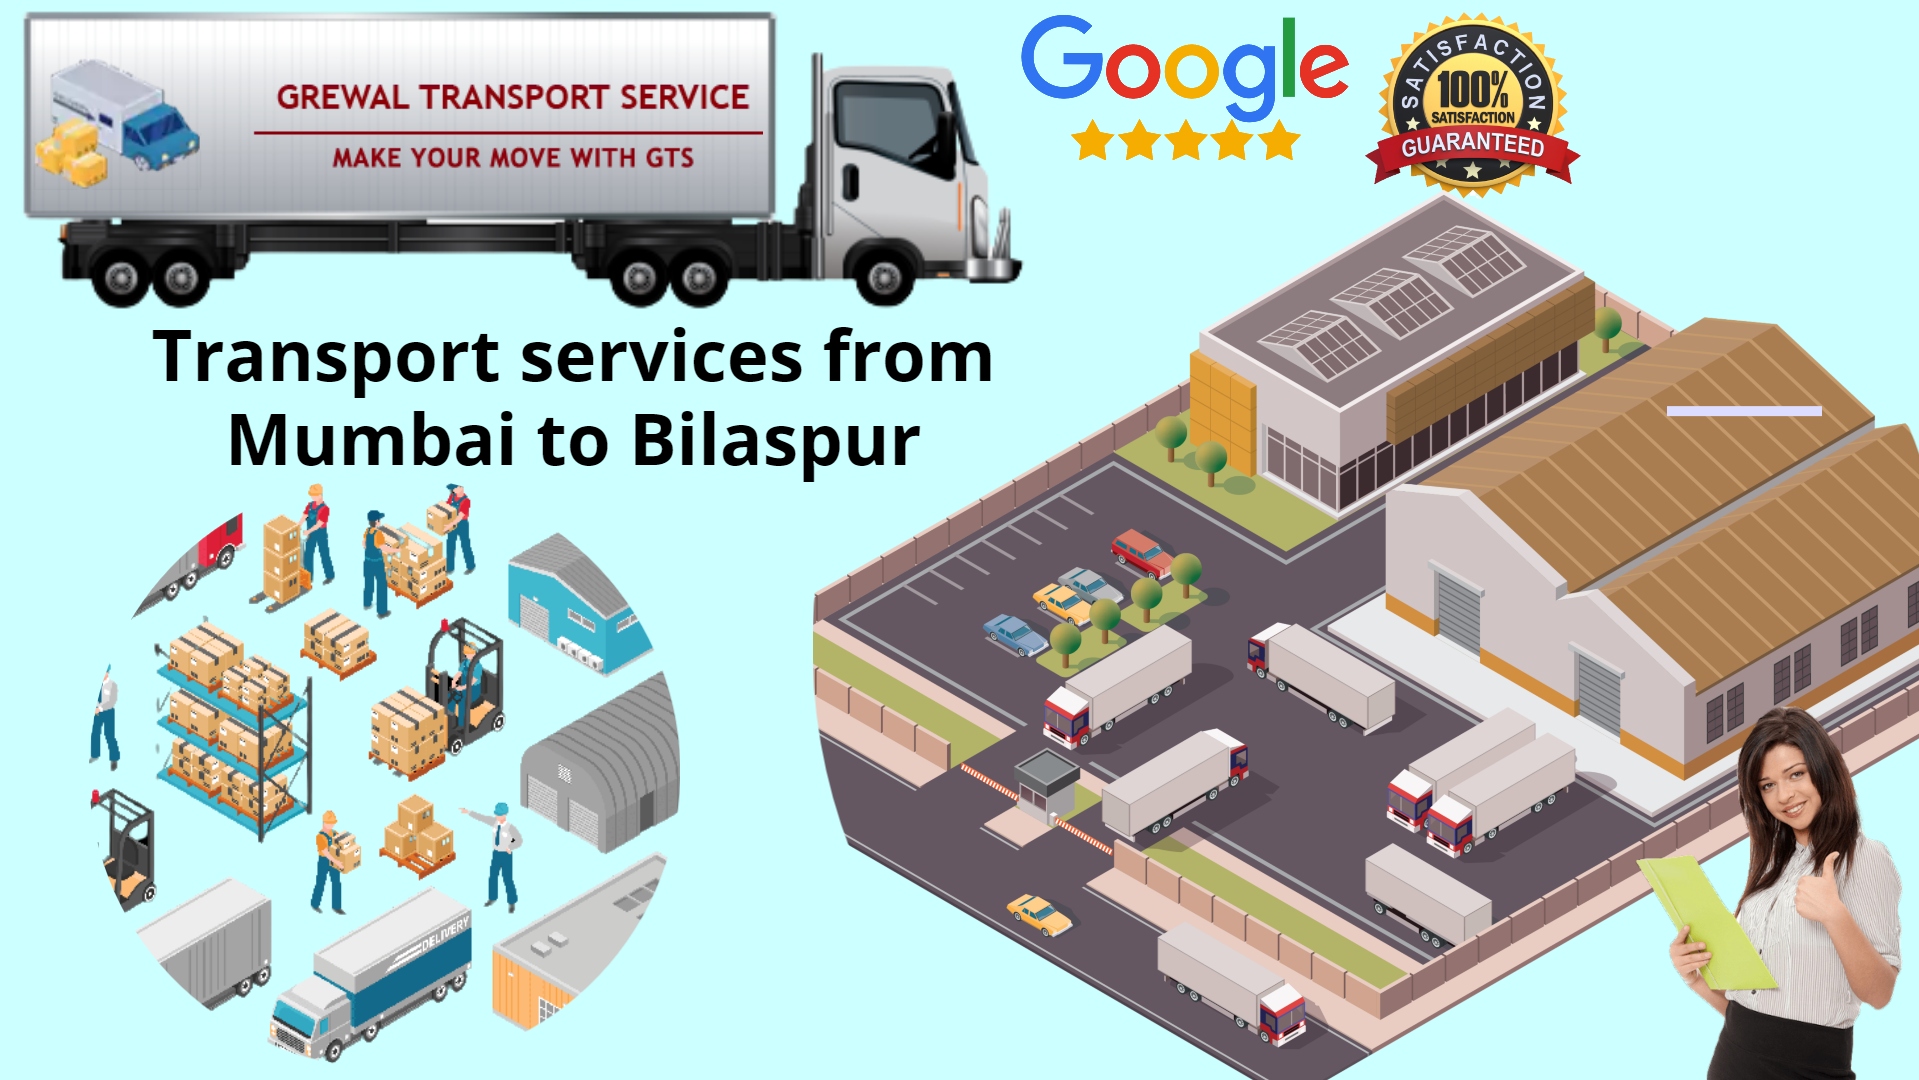 GREWAL TRANSPORT SERVICE
MAKE YOUR MOVE WITH GTS
Google
SATISFACTION
100%
SATISFACTION
GUARANTEED
Transport services from
Mumbai to Bilaspur
DELIVERY